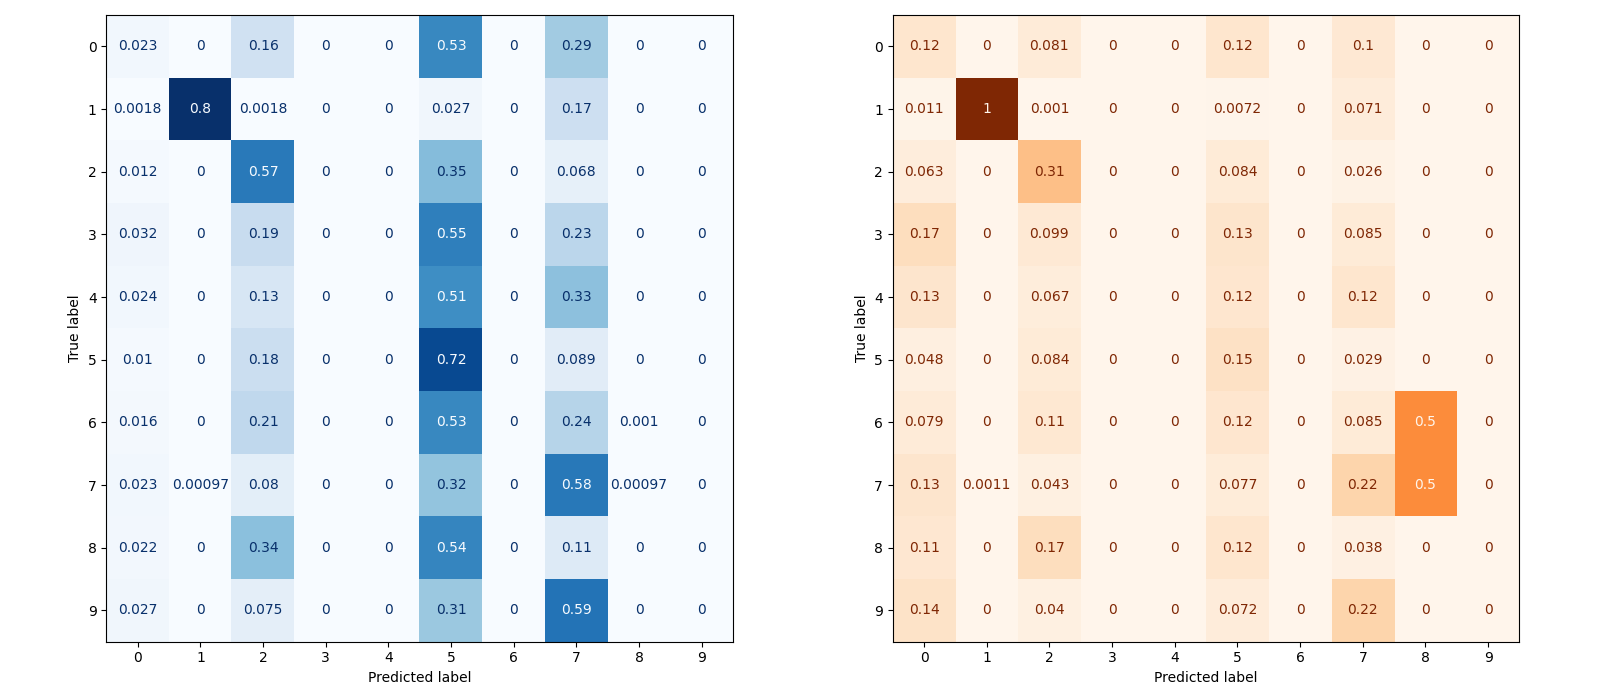 0 0.023 0 0.16 0 0 0.53 0 0.29 0 0
1 0.0018 0.8 0.0018 0 0 0.027 0 0.17 0 0
2 0.012 0 0.57 0 0 0.35 0 0.068 0 0
3 0.032 0 0.19 0 0 0.55 0 0.23 0 0
4 0.024 0 0.13 0 0 0.51 0 0.33 0 0
5 0.01 0 0.18 0 0 0.72 0 0.089 0 0
6 0.016 0 0.21 0 0 0.53 0 0.24 0.001 0
7 0.023 0.00097 0.08 0 0 0.32 0 0.58 0.00097 0
8 0.022 0 0.34 0 0 0.54 0 0.11 0 0
9 0.027 0 0.075 0 0 0.31 0 0.59 0 0
0 1 2 3 4 5 6 7 8 9
Predicted label
True label
0 0.12 0 0.081 0 0 0.12 0 0.1 0 0
1 0.011 1 0.001 0 0 0.0072 0 0.071 0 0
2 0.063 0 0.31 0 0 0.084 0 0.026 0 0
3 0.17 0 0.099 0 0 0.13 0 0.085 0 0
4 0.13 0 0.067 0 0 0.12 0 0.12 0 0
5 0.048 0 0.084 0 0 0.15 0 0.029 0 0
6 0.079 0 0.11 0 0 0.12 0 0.085 0.5 0
7 0.13 0.0011 0.043 0 0 0.077 0 0.22 0.5 0
8 0.11 0 0.17 0 0 0.12 0 0.038 0 0
9 0.14 0 0.04 0 0 0.072 0 0.22 0 0
0 1 2 3 4 5 6 7 8 9
Predicted label
True label